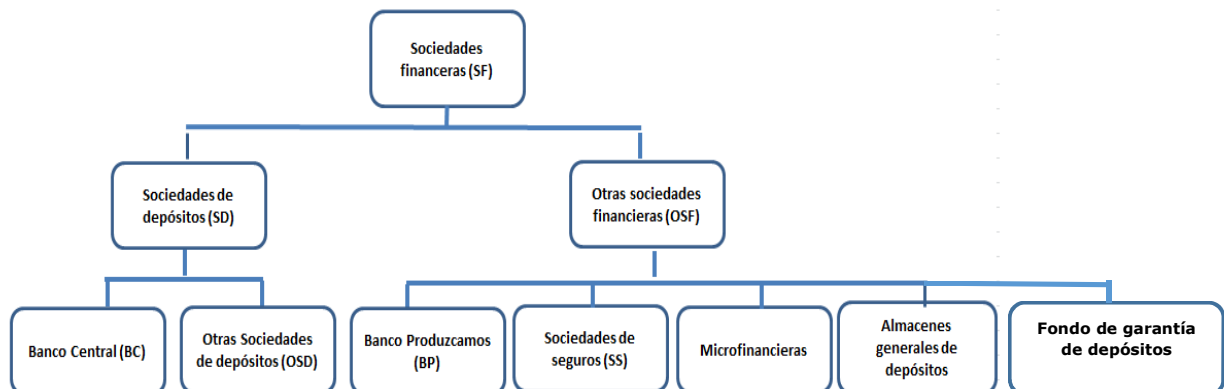 Sociedades
financeras (SF)
Sociedades de
depósitos (SD)
Otras sociedades
financieras (OSF)
Banco Central (BC)
Otras Sociedades
de depósitos (OSD)
Banco Produzcamos
(BP)
Sociedades de
seguros (SS)
Microfinancieras
Almacenes
generales de
depósitos
Fondo de garantía
de depósitos